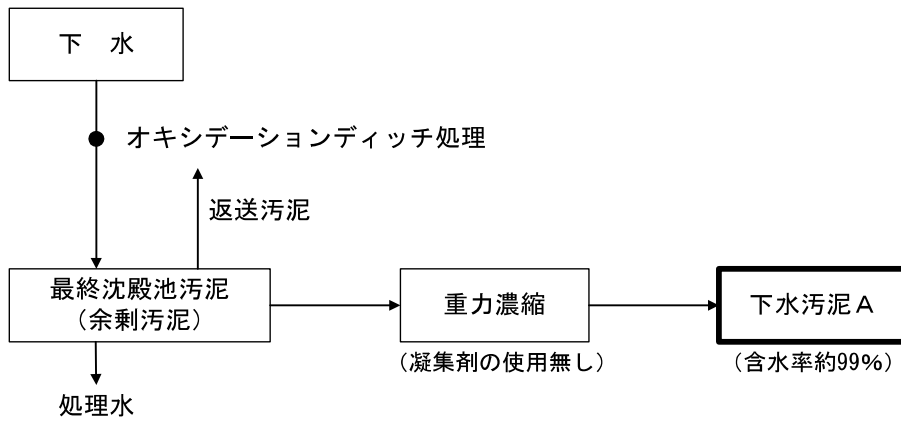 下　水
オキシデーションディッチ処理
返送汚泥
最終沈殿池汚泥
（余剰汚泥）
重力濃縮
下水汚泥Ａ
（凝集剤の使用無し）
（含水率約99%）
処理水